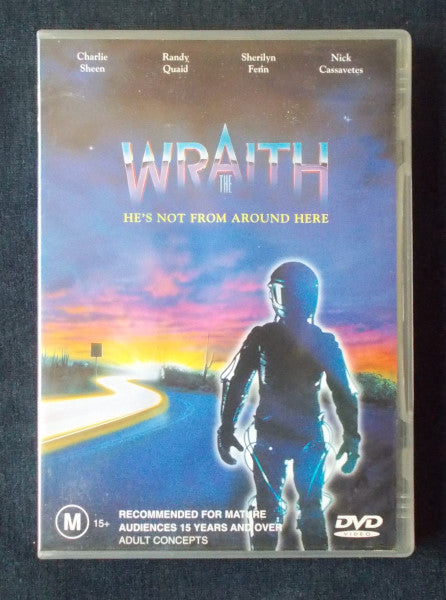 Charlie Randy Sherilyn Nick
Sheen Quaid Fenn Cassavetes
WRAITH
THE
HE'S NOT FROM AROUND HERE
M 15+
RECOMMENDED FOR MATURE
AUDIENCES 15 YEARS AND OVER
ADULT CONCEPTS
DVD
VIDEO